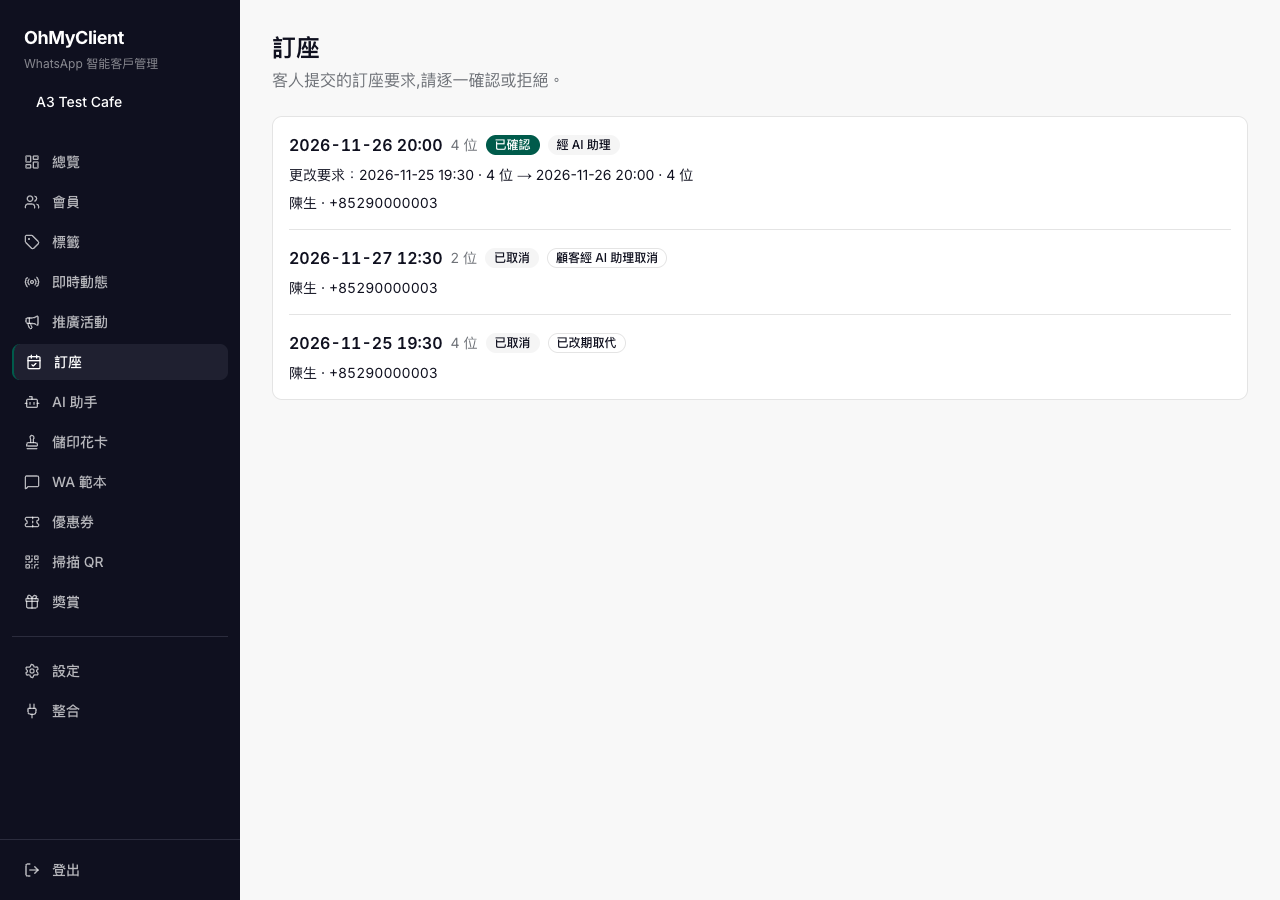 OhMyClient
WhatsApp 智能客戶管理
A3 Test Cafe
總覽
會員
標籤
即時動態
推廣活動
訂座
AI 助手
儲印花卡
WA 範本
優惠券
掃描 QR
獎賞
設定
整合
登出
訂座
客人提交的訂座要求,請逐一確認或拒絕。
2026-11-26 20:00 4 位 已確認 經 AI 助理
更改要求：2026-11-25 19:30 · 4 位 → 2026-11-26 20:00 · 4 位
陳生 · +85290000003
2026-11-27 12:30 2 位 已取消 顧客經 AI 助理取消
陳生 · +85290000003
2026-11-25 19:30 4 位 已取消 已改期取代
陳生 · +85290000003